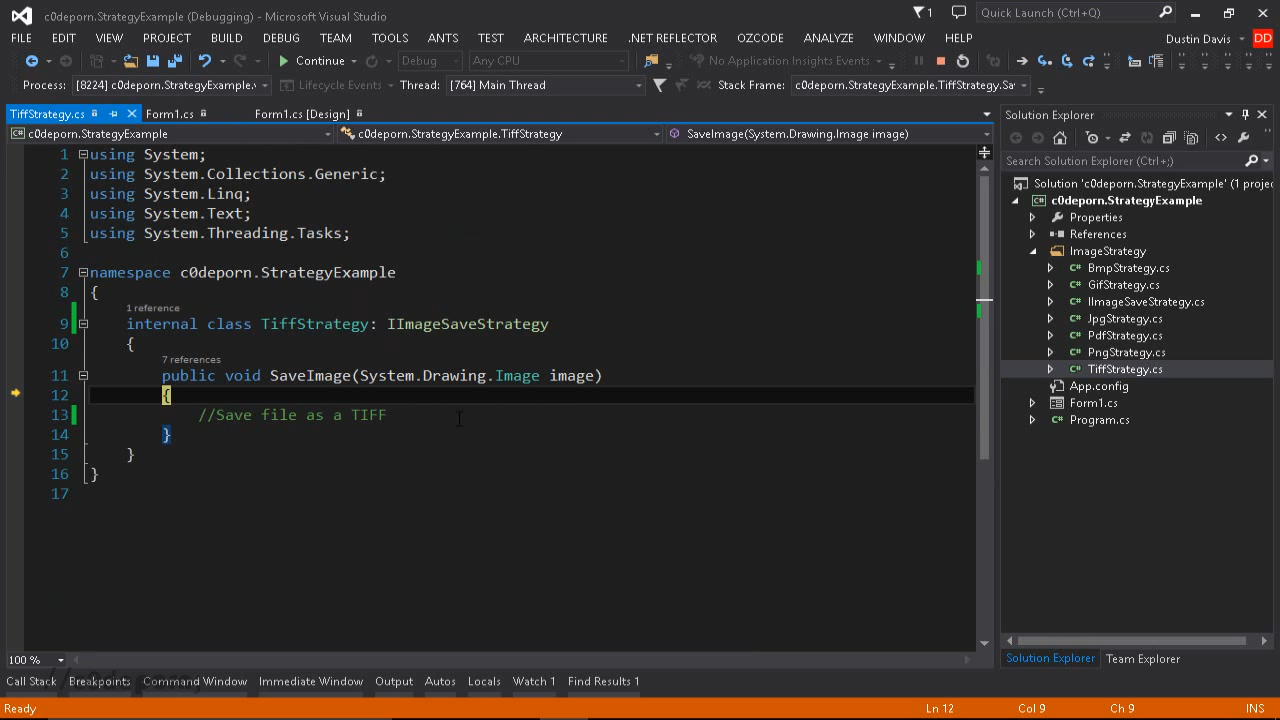 c0deporn.StrategyExample (Debugging) - Microsoft Visual Studio
1
Quick Launch (Ctrl+Q)
FILE EDIT VIEW PROJECT BUILD DEBUG TEAM TOOLS ANTS TEST ARCHITECTURE .NET REFLECTOR OZCODE ANALYZE WINDOW HELP Dustin Davis DD
Continue Debug Any CPU No Application Insights Events
Process: [8224] c0deporn.StrategyExample. Lifecycle Events Thread: [764] Main Thread Stack Frame: c0deporn.StrategyExample.TiffStrategy.Sa
TiffStrategy.cs Form1.cs Form1.cs [Design]
c0deporn.StrategyExample c0deporn.StrategyExample.TiffStrategy SaveImage(System.Drawing.Image image)
1 using System;
2 using System.Collections.Generic;
3 using System.Linq;
4 using System.Text;
5 using System.Threading.Tasks;
6
7 namespace c0deporn.StrategyExample
8 {
1 reference
9 internal class TiffStrategy: IImageSaveStrategy
10 {
7 references
11 public void SaveImage(System.Drawing.Image image)
12 {
13 //Save file as a TIFF
14 }
15 }
16 }
17
100 %
Solution Explorer
Search Solution Explorer (Ctrl+;)
Solution 'c0deporn.StrategyExample' (1 projec
c0deporn.StrategyExample
Properties
References
ImageStrategy
BmpStrategy.cs
GifStrategy.cs
IImageSaveStrategy.cs
JpgStrategy.cs
PdfStrategy.cs
PngStrategy.cs
TiffStrategy.cs
App.config
Form1.cs
Program.cs
Solution Explorer Team Explorer
//codeporn;
Call Stack Breakpoints Command Window Immediate Window Output Autos Locals Watch 1 Find Results 1
Ready Ln 12 Col 9 Ch 9 INS